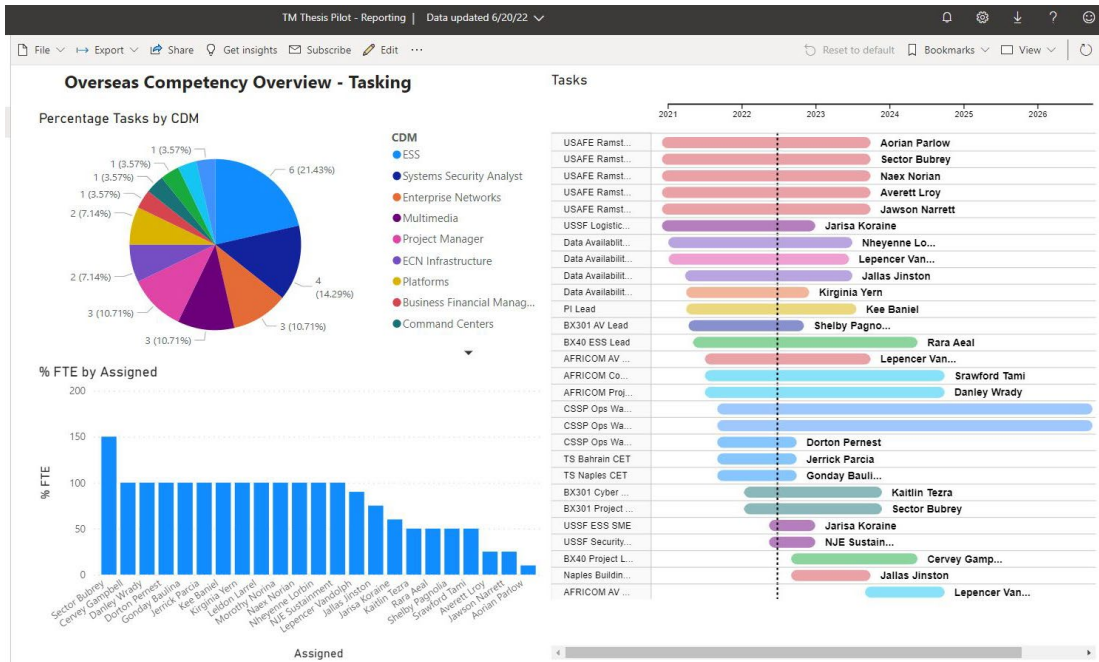 TM Thesis Pilot - Reporting | Data updated 6/20/22
File Export Share Get insights Subscribe Edit ...
Reset to default Bookmarks View
Overseas Competency Overview - Tasking
Percentage Tasks by CDM
1 (3.57%)
1 (3.57%)
1 (3.57%)
1 (3.57%)
2 (7.14%)
2 (7.14%)
3 (10.71%)
3 (10.71%)
3 (10.71%)
4
(14.29%)
6 (21.43%)
CDM
ESS
Systems Security Analyst
Enterprise Networks
Multimedia
Project Manager
ECN Infrastructure
Platforms
Business Financial Manag...
Command Centers
% FTE by Assigned
200
150
100
50
0
% FTE
Sector Bubrey
Cervey Gampbell
Danley Wrady
Dorton Pernest
Gonday Baulina
Jerrick Parcia
Kee Baniel
Kirginia Yern
Leldon Larrel
Morothy Norina
Naex Norian
Nheyenne Lorbin
NJE Sustainment
Lepencer Vandolph
Jallas Jinston
Jarisa Koraine
Kaitlin Tezra
Rara Aeal
Shelby Pagnolia
Srawford Tami
Averett Lroy
Jawson Narrett
Aorian Parlow
Assigned
Tasks
2021 2022 2023 2024 2025 2026
USAFE Ramst... Aorian Parlow
USAFE Ramst... Sector Bubrey
USAFE Ramst... Naex Norian
USAFE Ramst... Averett Lroy
USAFE Ramst... Jawson Narrett
USSF Logistic... Jarisa Koraine
Data Availablit... Nheyenne Lo...
Data Availabilit... Lepencer Van...
Data Availabilit... Jallas Jinston
Data Availabilit... Kirginia Yern
PI Lead Kee Baniel
BX301 AV Lead Shelby Pagno...
BX40 ESS Lead Rara Aeal
AFRICOM AV ... Lepencer Van...
AFRICOM Co... Srawford Tami
AFRICOM Proj... Danley Wrady
CSSP Ops Wa...
CSSP Ops Wa...
CSSP Ops Wa... Dorton Pernest
TS Bahrain CET Jerrick Parcia
TS Naples CET Gonday Bauli...
BX301 Cyber ... Kaitlin Tezra
BX301 Project ... Sector Bubrey
USSF ESS SME Jarisa Koraine
USSF Security... NJE Sustain...
BX40 Project L... Cervey Gamp...
Naples Buildin... Jallas Jinston
AFRICOM AV ... Lepencer Van...